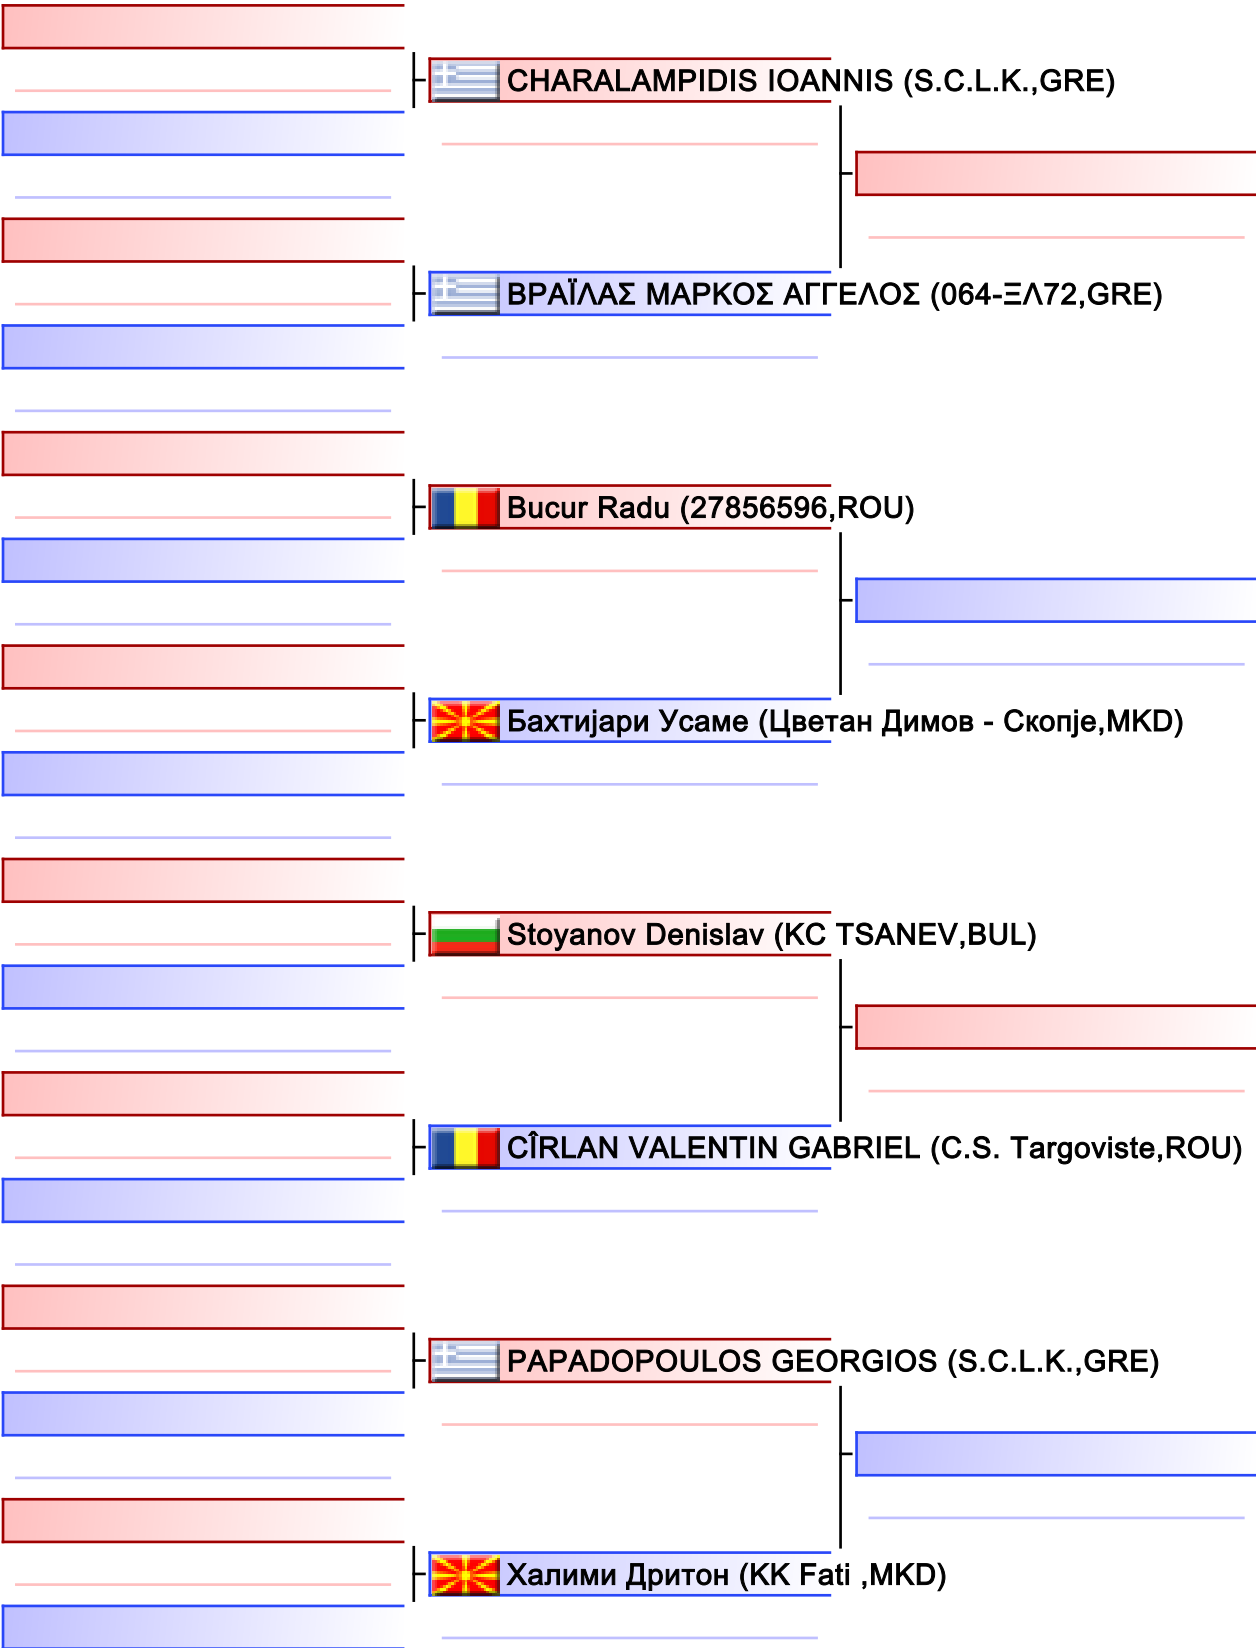 CHARALAMPIDIS IOANNIS (S.C.L.K.,GRE)
ΒΡΑΪΛΑΣ ΜΑΡΚΟΣ ΑΓΓΕΛΟΣ (064-ΞΛ72,GRE)
Bucur Radu (27856596,ROU)
Бахтијари Усаме (Цветан Димов - Скопје,MKD)
Stoyanov Denislav (KC TSANEV,BUL)
CÎRLAN VALENTIN GABRIEL (C.S. Targoviste,ROU)
PAPADOPOULOS GEORGIOS (S.C.L.K.,GRE)
Халими Дритон (KK Fati ,MKD)